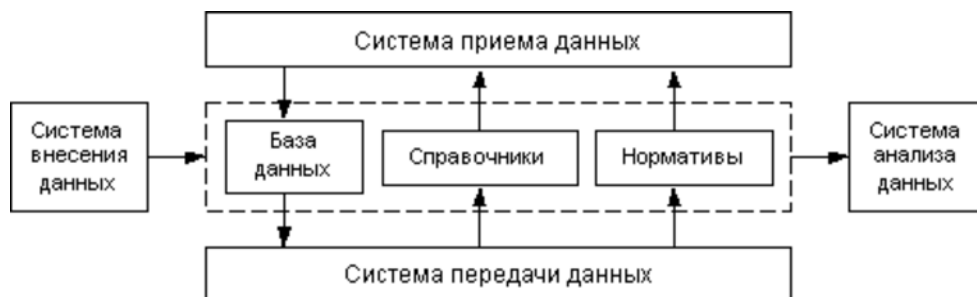 Система приема данных
Система
внесения
данных
База
данных
Справочники
Нормативы
Система
анализа
данных
Система передачи данных